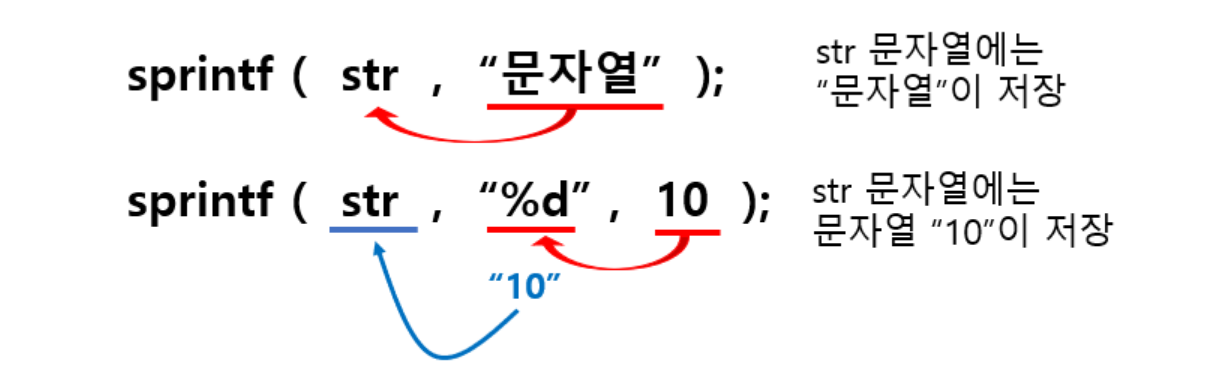 sprintf ( str , “문자열” );
str 문자열에는
“문자열”이 저장
sprintf ( str , “%d” , 10 );
str 문자열에는
문자열 “10”이 저장
“10”